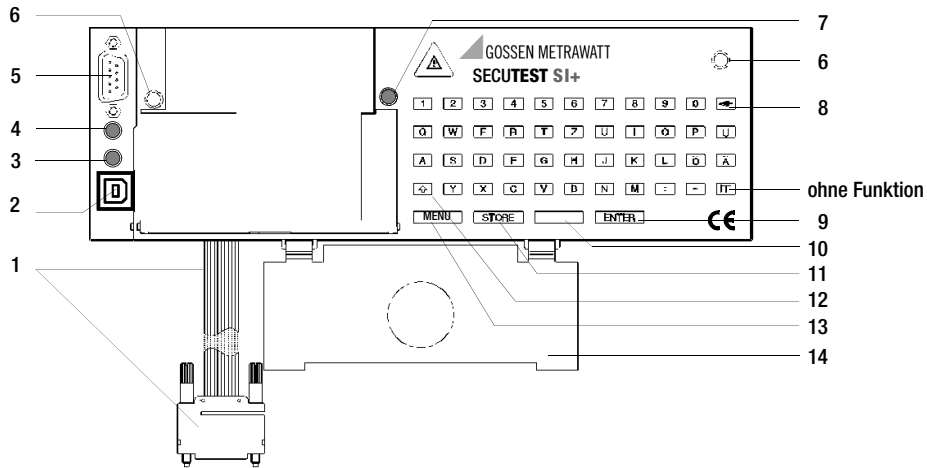 6
5
4
3
2
1
GOSSEN METRAWATT
SECUTEST SI+
1 2 3 4 5 6 7 8 9 0
Q W E R T Z U I O P Ü
A S D F G H J K L Ö Ä
Y X C V B N M : -
MENU STORE ENTER
CE
7
6
8
ohne Funktion
9
10
11
12
13
14